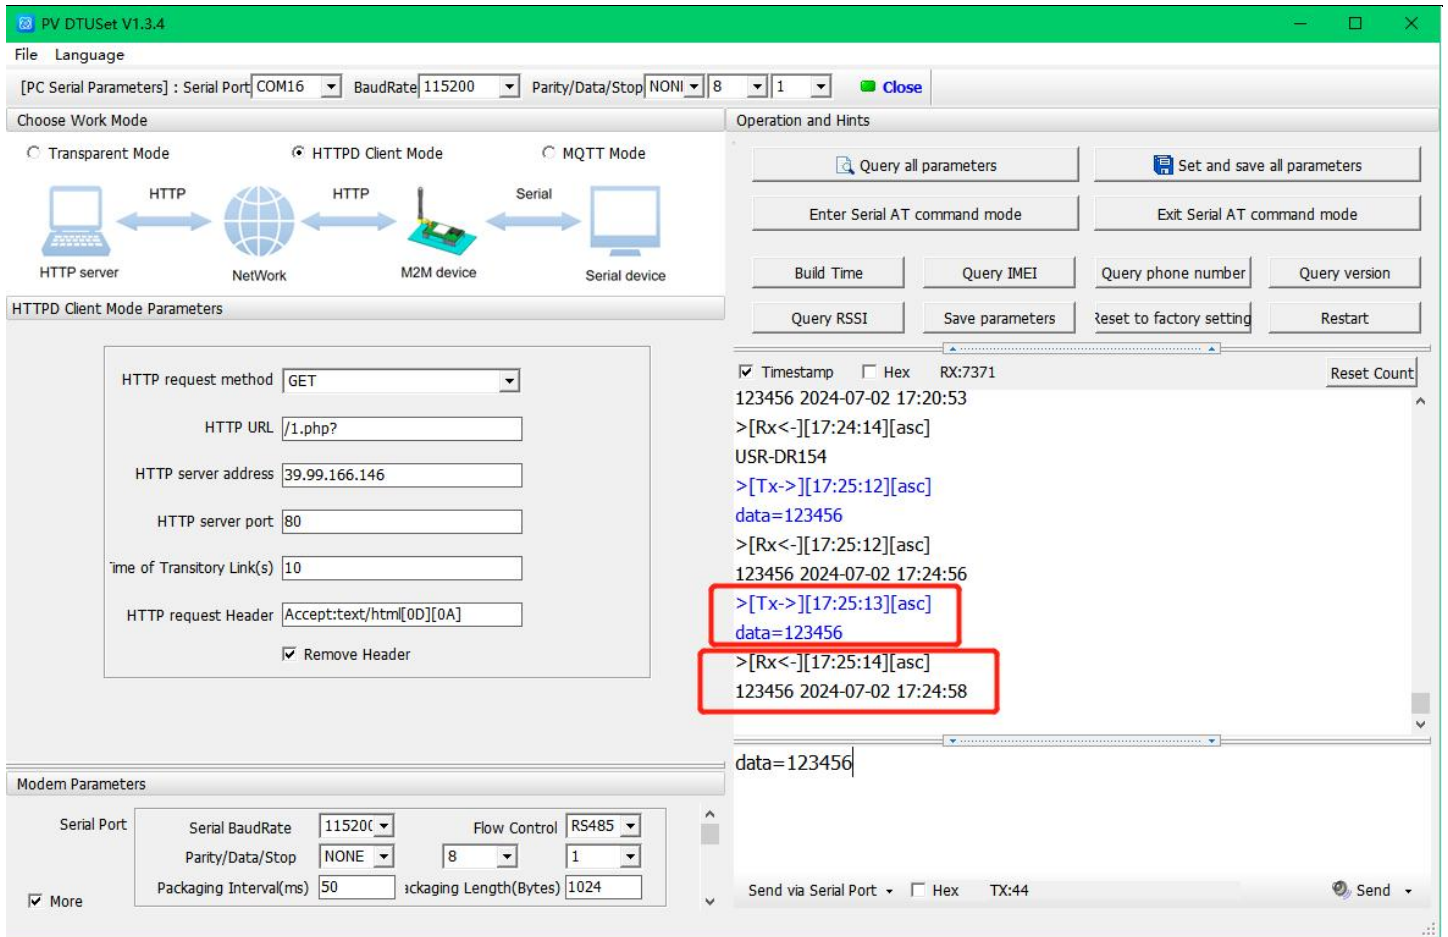 PV DTUSet V1.3.4
File Language
[PC Serial Parameters] : Serial Port COM16 BaudRate 115200 Parity/Data/Stop NONI 8 1 Close
Choose Work Mode
Transparent Mode HTTPD Client Mode MQTT Mode
HTTP HTTP Serial
HTTP server NetWork M2M device Serial device
HTTPD Client Mode Parameters
HTTP request method GET
HTTP URL /1.php?
HTTP server address 39.99.166.146
HTTP server port 80
ime of Transitory Link(s) 10
HTTP request Header Accept:text/html[0D][0A]
Remove Header
Modem Parameters
Serial Port Serial BaudRate 11520( Flow Control RS485
Parity/Data/Stop NONE 8 1
Packaging Interval(ms) 50 ackaging Length(Bytes) 1024
More
Operation and Hints
Query all parameters Set and save all parameters
Enter Serial AT command mode Exit Serial AT command mode
Build Time Query IMEI Query phone number Query version
Query RSSI Save parameters Reset to factory setting Restart
Timestamp Hex RX:7371 Reset Count
123456 2024-07-02 17:20:53
>[Rx<-][17:24:14][asc]
USR-DR154
>[Tx->][17:25:12][asc]
data=123456
>[Rx<-][17:25:12][asc]
123456 2024-07-02 17:24:56
>[Tx->][17:25:13][asc]
data=123456
>[Rx<-][17:25:14][asc]
123456 2024-07-02 17:24:58
data=123456
Send via Serial Port Hex TX:44 Send